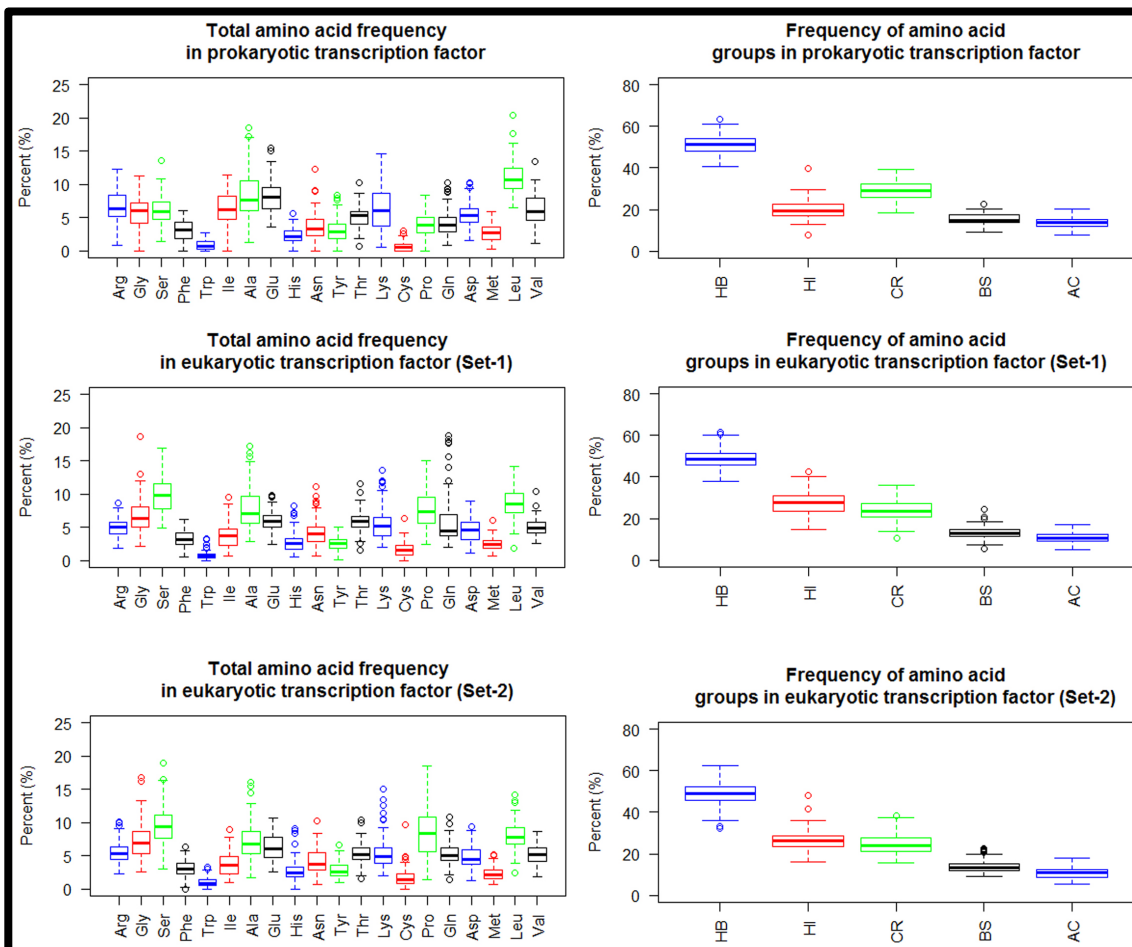 Total amino acid frequency
in prokaryotic transcription factor
Percent (%)
25
20
15
10
5
0
Arg Gly Ser Phe Trp Ile Ala Glu His Asn Tyr Thr Lys Cys Pro Gln Asp Met Leu Val
Frequency of amino acid
groups in prokaryotic transcription factor
Percent (%)
80
60
40
20
0
HB HI CR BS AC
Total amino acid frequency
in eukaryotic transcription factor (Set-1)
Percent (%)
25
20
15
10
5
0
Arg Gly Ser Phe Trp Ile Ala Glu His Asn Tyr Thr Lys Cys Pro Gln Asp Met Leu Val
Frequency of amino acid
groups in eukaryotic transcription factor (Set-1)
Percent (%)
80
60
40
20
0
HB HI CR BS AC
Total amino acid frequency
in eukaryotic transcription factor (Set-2)
Percent (%)
25
20
15
10
5
0
Arg Gly Ser Phe Trp Ile Ala Glu His Asn Tyr Thr Lys Cys Pro Gln Asp Met Leu Val
Frequency of amino acid
groups in eukaryotic transcription factor (Set-2)
Percent (%)
80
60
40
20
0
HB HI CR BS AC